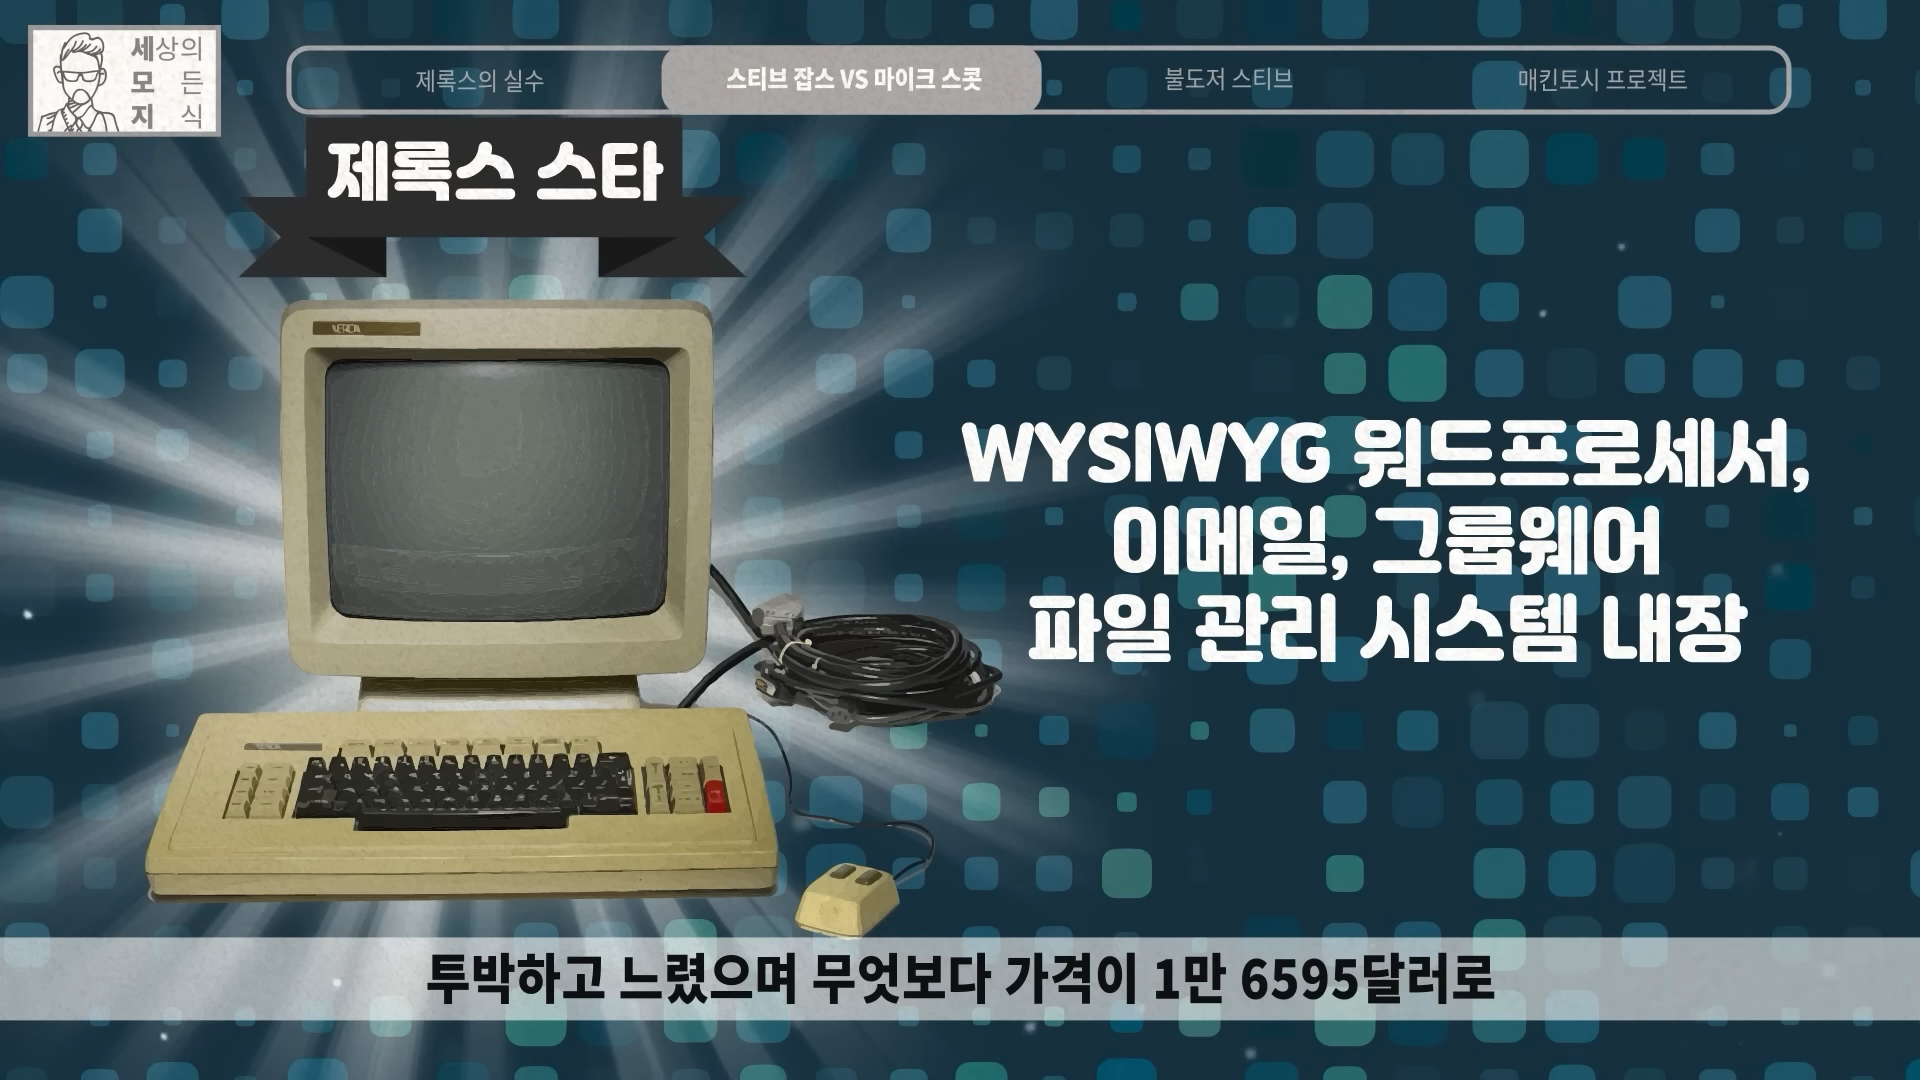 세상의
모든
지식
제록스의 실수
스티브 잡스 VS 마이크 스콧
불도저 스티브
매킨토시 프로젝트
제록스 스타
WYSIWYG 워드프로세서,
이메일, 그룹웨어
파일 관리 시스템 내장
투박하고 느렸으며 무엇보다 가격이 1만 6595달러로